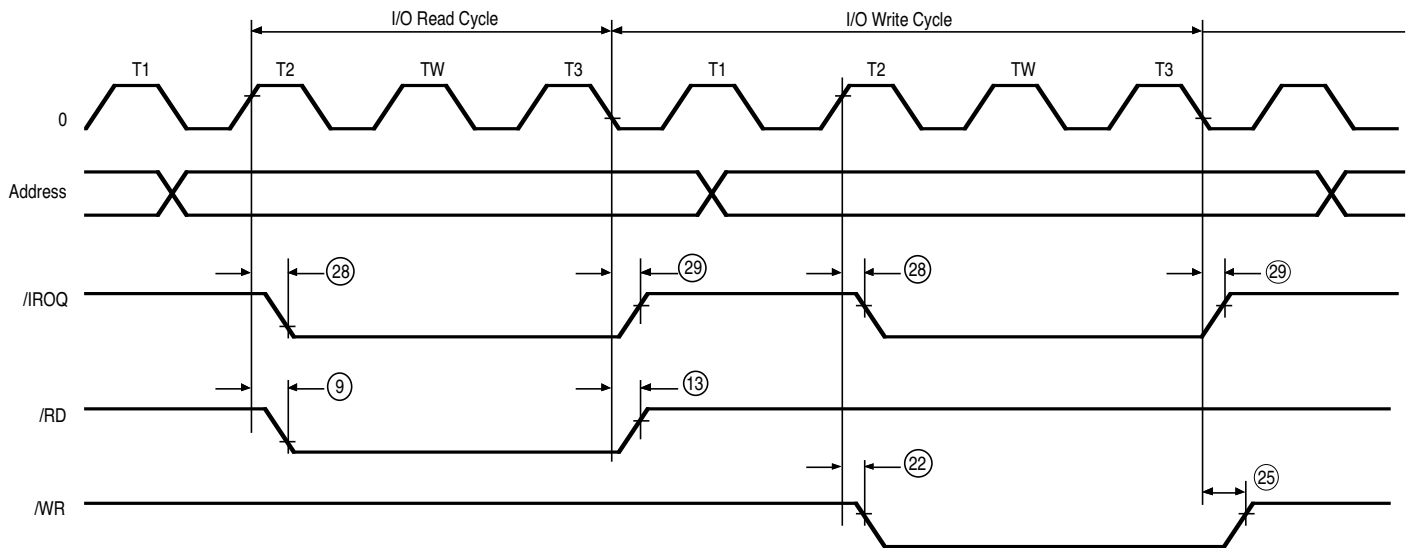 I/O Read Cycle I/O Write Cycle
T1 T2 TW T3 T1 T2 TW T3
0
Address
28 29 28 29
/IROQ
9 13
/RD
22 25
/WR